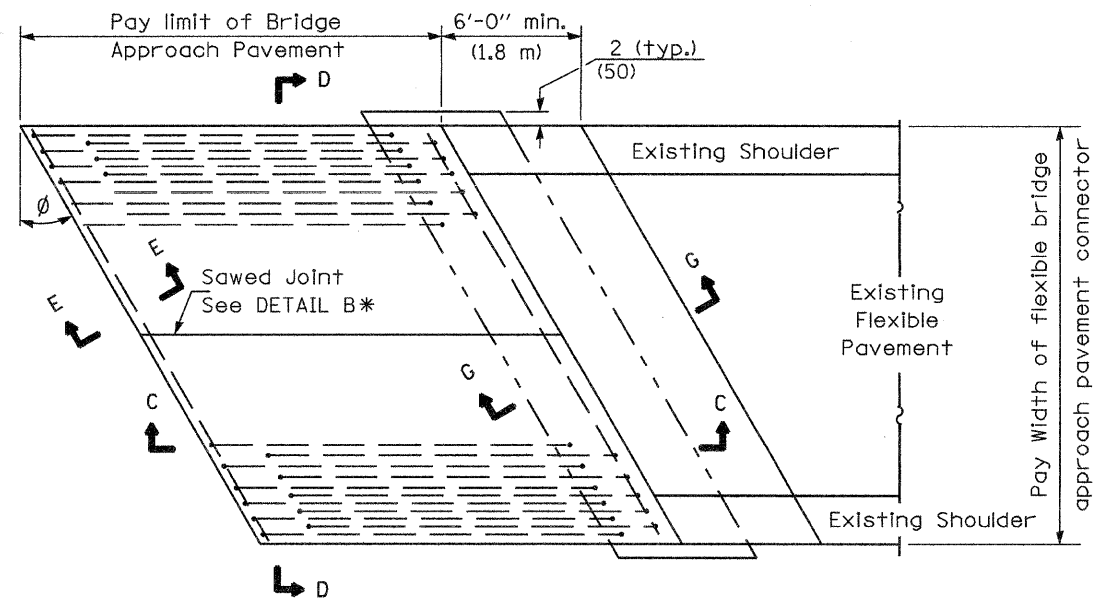 Pay limit of Bridge
Approach Pavement
6'-0" min.
(1.8 m)
2 (typ.)
(50)
D
Existing Shoulder
Ø
E
E
Sawed Joint
See DETAIL B*
G
Existing
Flexible
Pavement
G
C
C
Existing Shoulder
D
Pay Width of flexible bridge
approach pavement connector